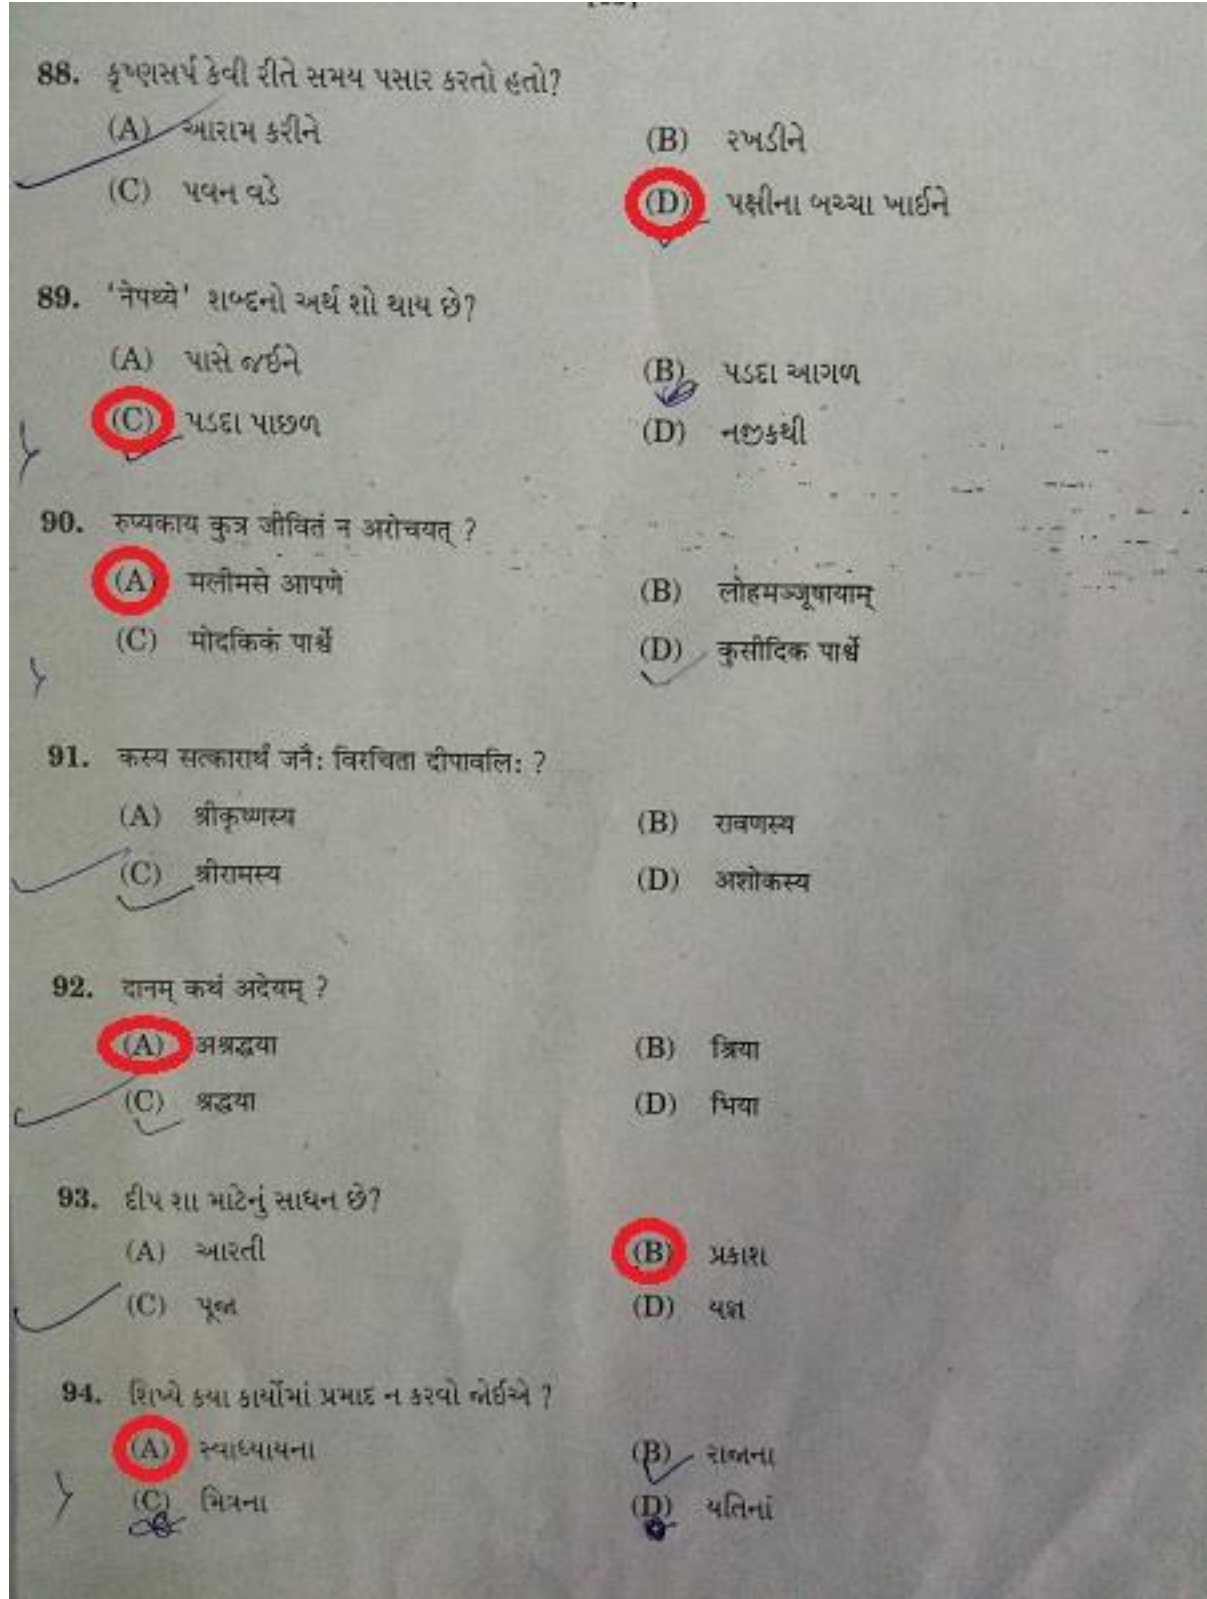 88. કૃષ્ણસર્પ કેવી રીતે સમય પસાર કરતો હતો?
(A) આરામ કરીને
(B) રખડીને
(C) પવન વડે
(D) પક્ષીના બચ્ચા ખાઈને
89. 'नेपथ्ये' શબ્દનો અર્થ શો થાય છે?
(A) પાસે જઈને
(B) પડદા આગળ
(C) પડદા પાછળ
(D) નજીકથી
90. रुप्यकाय कुत्र जीवितं न अरोचयत् ?
(A) मलीमसे आपणे
(B) लोहमञ्जूषायाम्
(C) मोदकिकं पार्श्वे
(D) कुसीदिक पार्श्वे
91. कस्य सत्कारार्थं जनै: विरचिता दीपावलि: ?
(A) श्रीकृष्णस्य
(B) रावणस्य
(C) श्रीरामस्य
(D) अशोकस्य
92. दानम् कथं अदेयम् ?
(A) अश्रद्धया
(B) श्रिया
(C) श्रद्धया
(D) भिया
93. દીપ શા માટેનું સાધન છે?
(A) આરતી
(B) પ્રકાશ
(C) પૂજા
(D) યજ્ઞ
94. શિષ્યે કયા કાર્યોમાં પ્રમાદ ન કરવો જોઈએ ?
(A) સ્વાધ્યાયના
(B) રાજાના
(C) મિત્રના
(D) યતિનાં